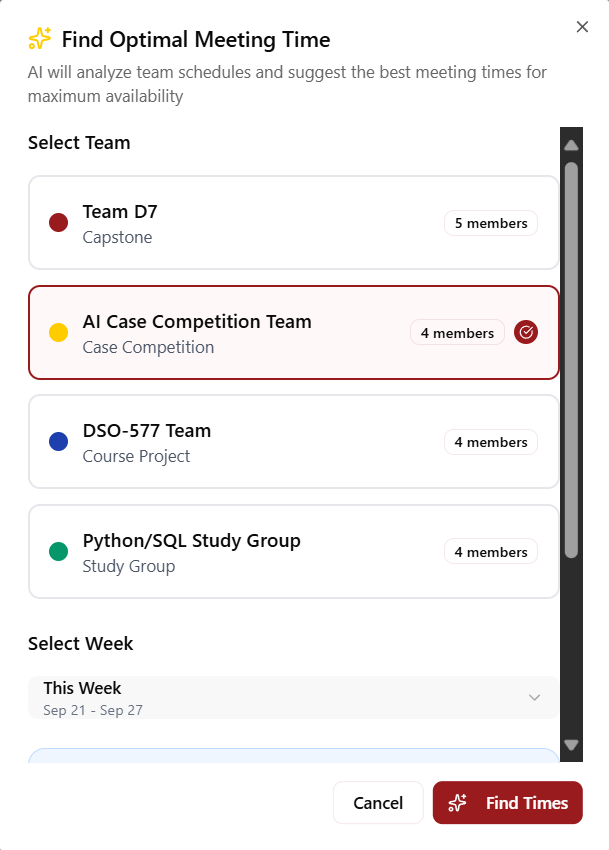 Find Optimal Meeting Time
AI will analyze team schedules and suggest the best meeting times for
maximum availability
Select Team
Team D7
Capstone
5 members
AI Case Competition Team
Case Competition
4 members
DSO-577 Team
Course Project
4 members
Python/SQL Study Group
Study Group
4 members
Select Week
This Week
Sep 21 - Sep 27
Cancel
Find Times